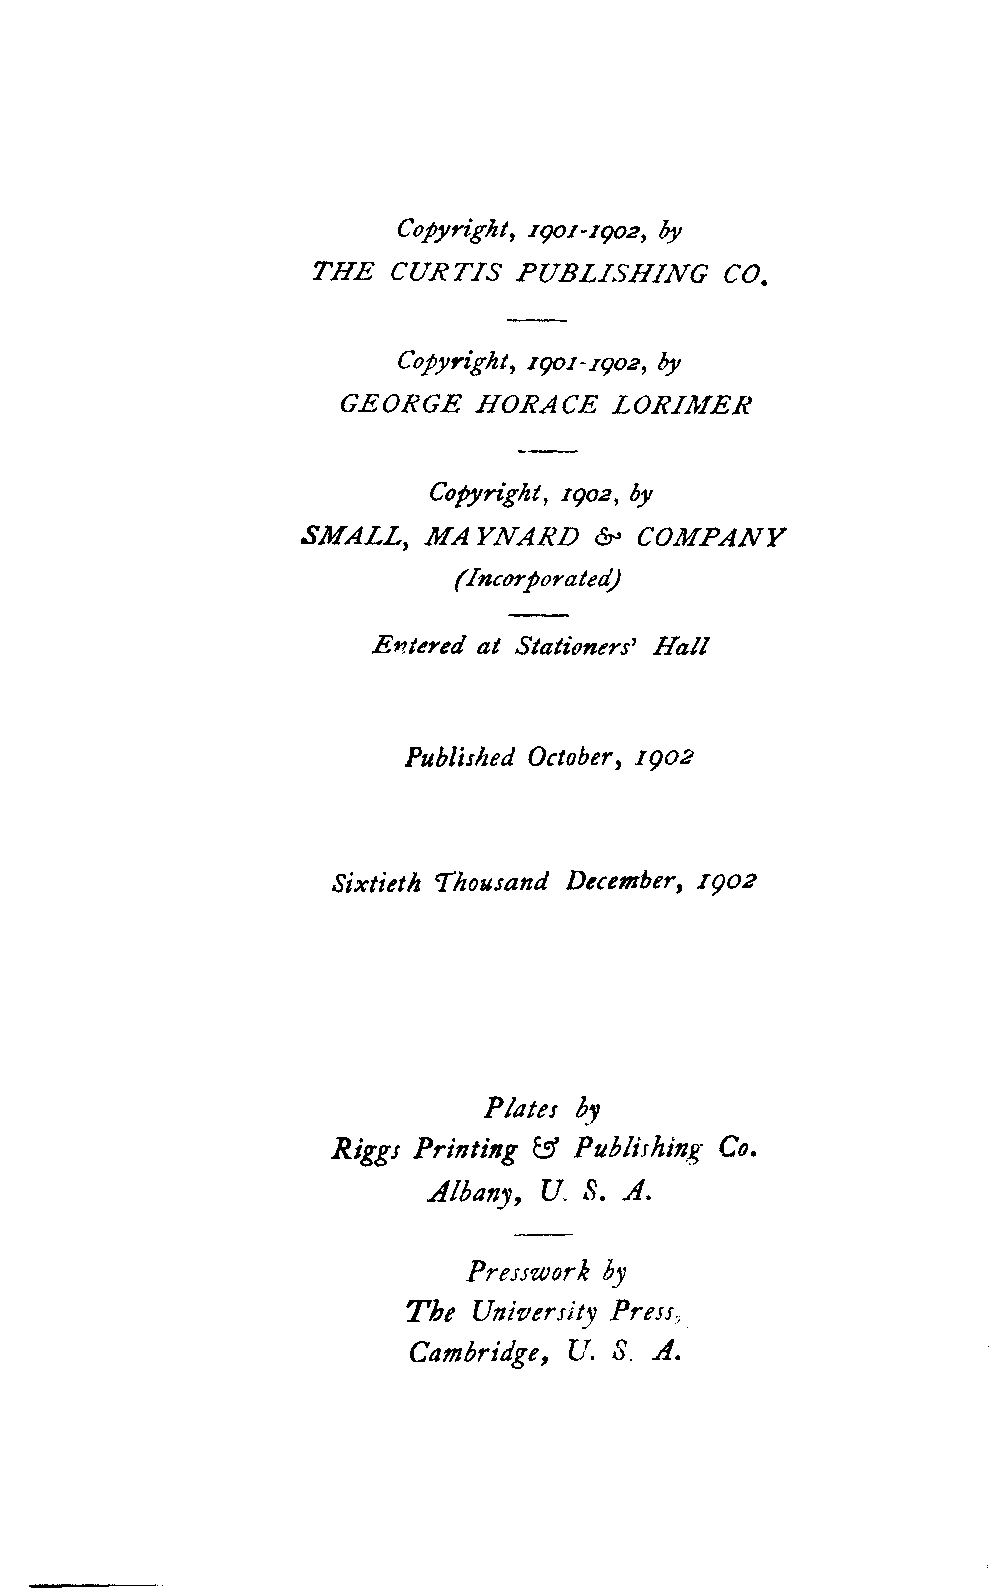 Copyright, 1901-1902, by
THE CURTIS PUBLISHING CO.
Copyright, 1901-1902, by
GEORGE HORACE LORIMER
Copyright, 1902, by
SMALL, MAYNARD & COMPANY
(Incorporated)
Entered at Stationers' Hall
Published October, 1902
Sixtieth Thousand December, 1902
Plates by
Riggs Printing & Publishing Co.
Albany, U. S. A.
Presswork by
The University Press,
Cambridge, U. S. A.